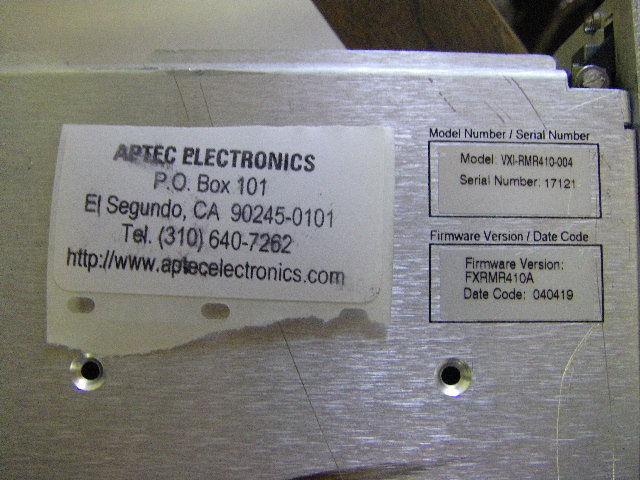 APTEC ELECTRONICS
P.O. Box 101
El Segundo, CA 90245-0101
Tel. (310) 640-7262
http://www.aptecelectronics.com
Model Number / Serial Number
Model: VXI-RMR410-004
Serial Number: 17121
Firmware Version / Date Code
Firmware Version:
FXRMR410A
Date Code: 040419